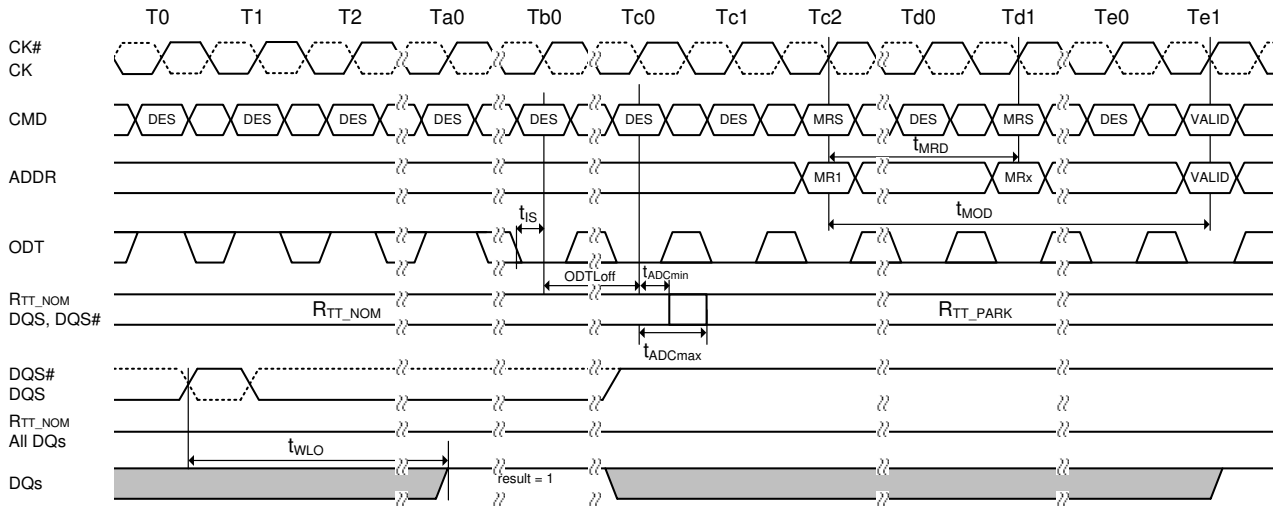 T0 T1 T2 Ta0 Tb0 Tc0 Tc1 Tc2 Td0 Td1 Te0 Te1
CK#
CK
CMD DES DES DES DES DES DES DES MRS DES MRS DES VALID
tMRD
ADDR MR1 MRx VALID
tIS
tMOD
ODT
ODTLoff tADCmin
RTT_NOM
DQS, DQS# RTT_NOM RTT_PARK
tADCmax
DQS#
DQS
RTT_NOM
All DQs
tWLO
DQs result = 1